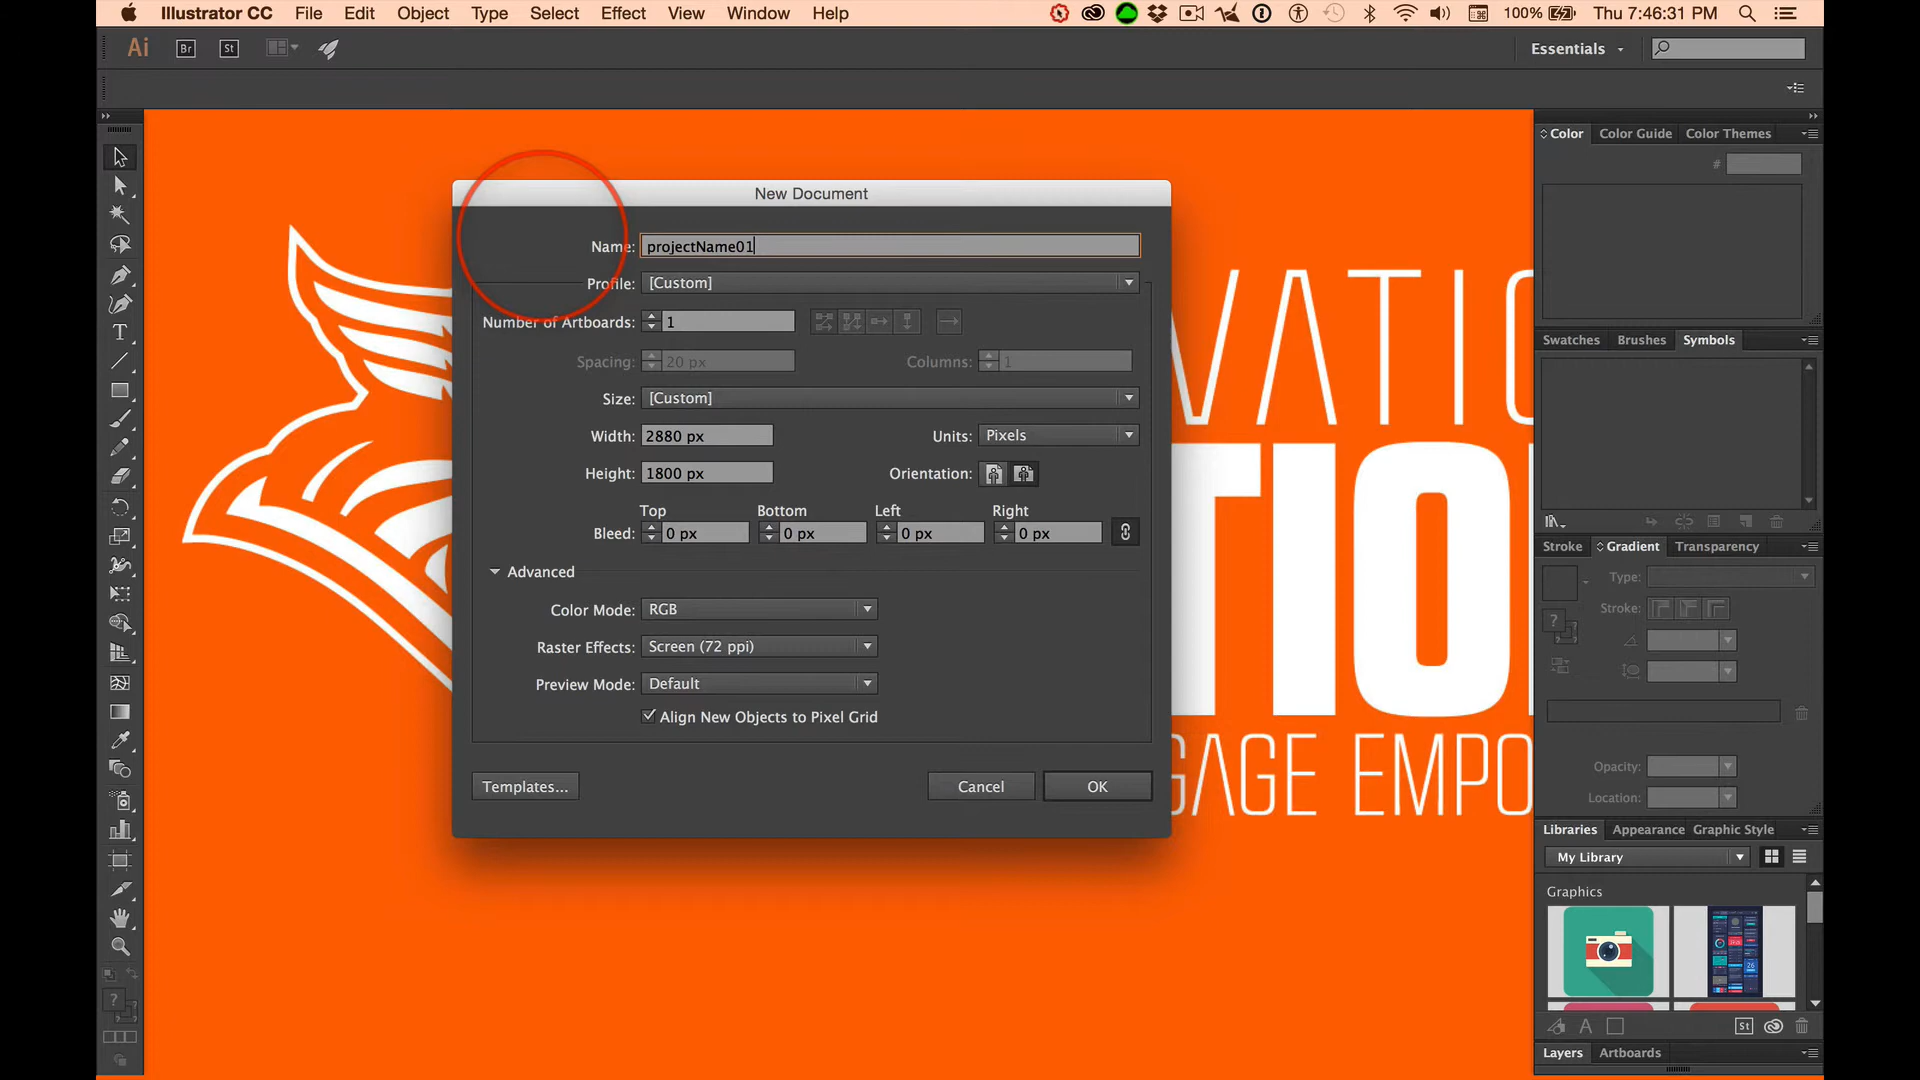 Illustrator CC File Edit Object Type Select Effect View Window Help 100% Thu 7:46:31 PM
Ai Br St Essentials
New Document
Name: projectName01
Profile: [Custom]
Number of Artboards: 1
Spacing: 20 px Columns: 1
Size: [Custom]
Width: 2880 px Units: Pixels
Height: 1800 px Orientation:
Top Bottom Left Right
Bleed: 0 px 0 px 0 px 0 px
Advanced
Color Mode: RGB
Raster Effects: Screen (72 ppi)
Preview Mode: Default
Align New Objects to Pixel Grid
Templates... Cancel OK
VATIO
TIO
GAGE EMPO
T
? 
Color Color Guide Color Themes
#
Swatches Brushes Symbols
Stroke Gradient Transparency
Type:
Stroke:
?
Opacity:
Location:
Libraries Appearance Graphic Style
My Library
Graphics
26
A St
Layers Artboards